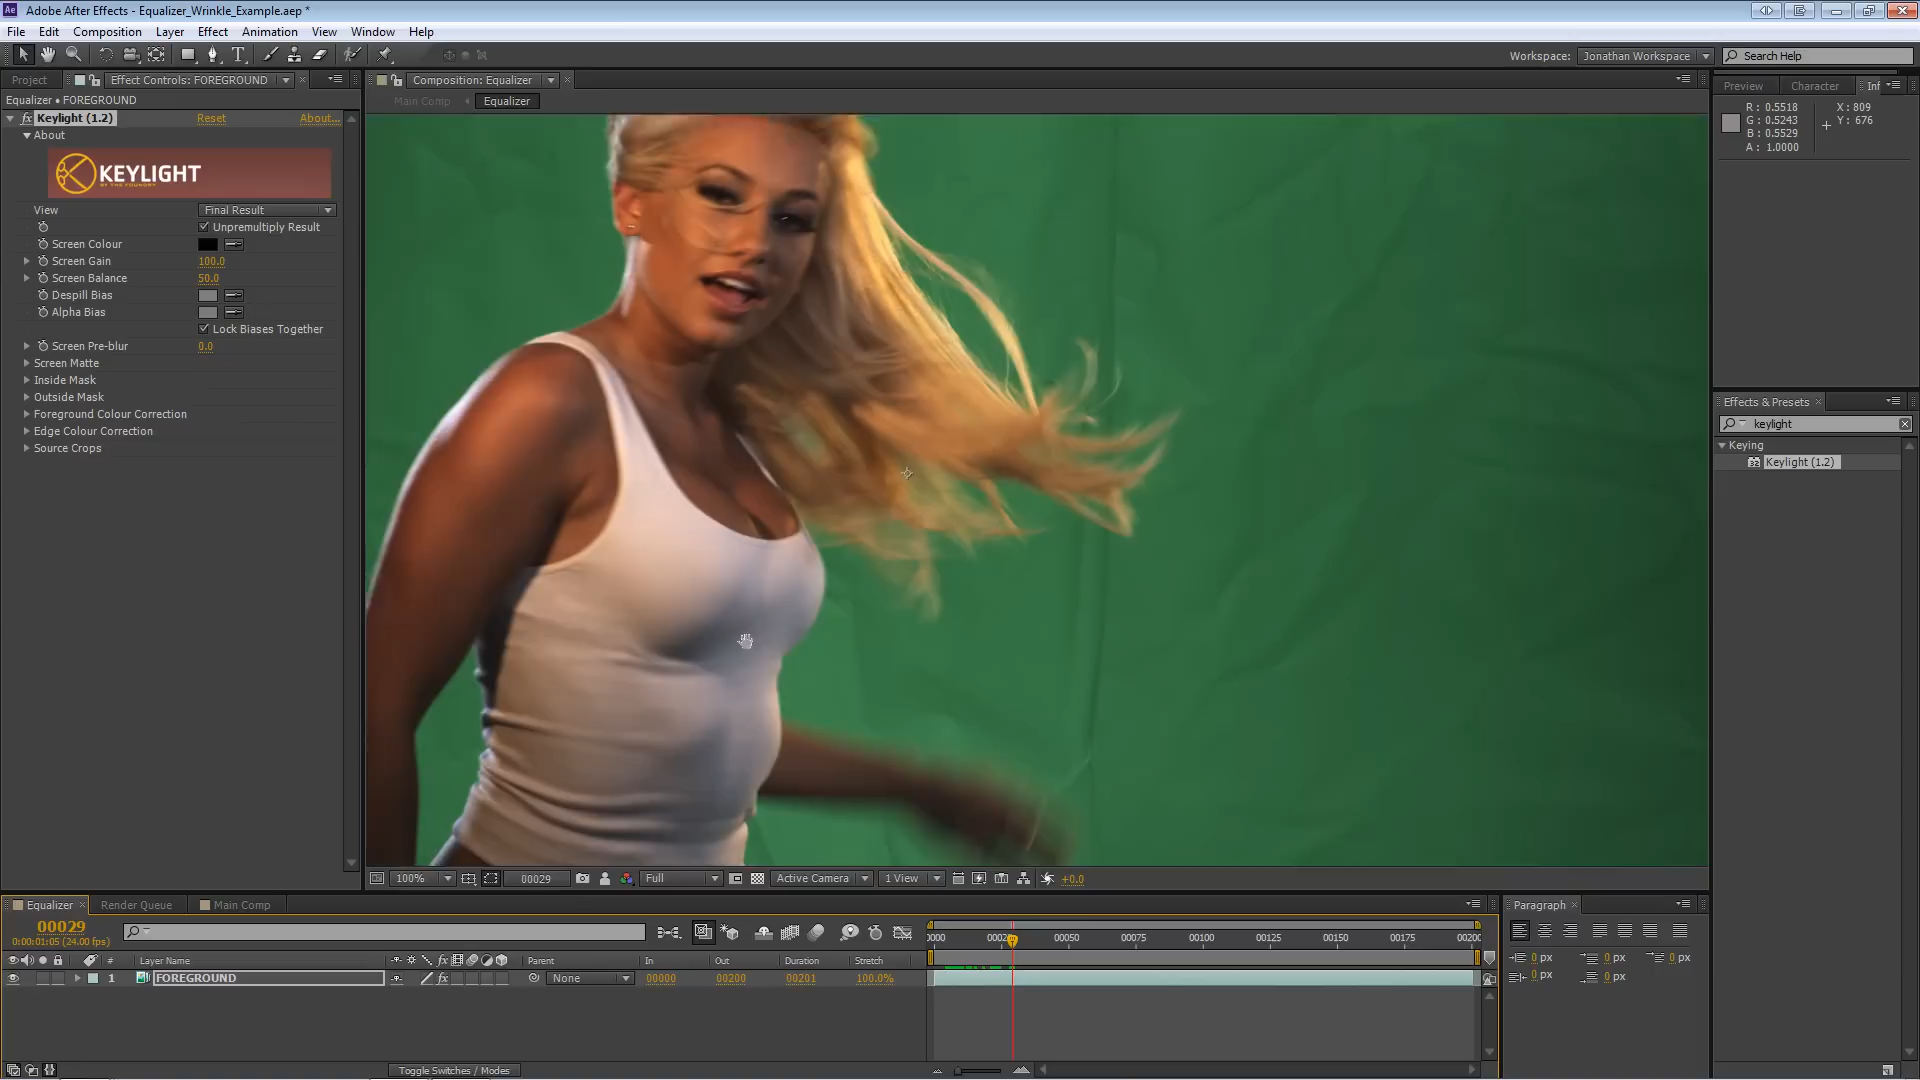 Adobe After Effects - Equalizer_Wrinkle_Example.aep *
File Edit Composition Layer Effect Animation View Window Help
Workspace: Jonathan Workspace Search Help
Project Effect Controls: FOREGROUND Composition: Equalizer Preview Character Inf
Equalizer • FOREGROUND Main Comp Equalizer
Keylight (1.2) Reset About...
About
KEYLIGHT
BY THE FOUNDRY
View Final Result
Unpremultiply Result
Screen Colour
Screen Gain 100.0
Screen Balance 50.0
Despill Bias
Alpha Bias
Lock Biases Together
Screen Pre-blur 0.0
Screen Matte
Inside Mask
Outside Mask
Foreground Colour Correction
Edge Colour Correction
Source Crops
R : 0.5518 X : 809
G : 0.5243 Y : 676
B : 0.5529
A : 1.0000
Effects & Presets
keylight
Keying
32 Keylight (1.2)
100% 00029 Full Active Camera 1 View +0.0
Equalizer Render Queue Main Comp
00029
0:00:01:05 (24.00 fps)
0000 00050 00075 00100 00125 00150 00175
# Layer Name Parent In Out Duration Stretch
1 FOREGROUND None 00000 00200 00201 100.0%
Toggle Switches / Modes
Paragraph
0 px 0 px 0 px
0 px 0 px